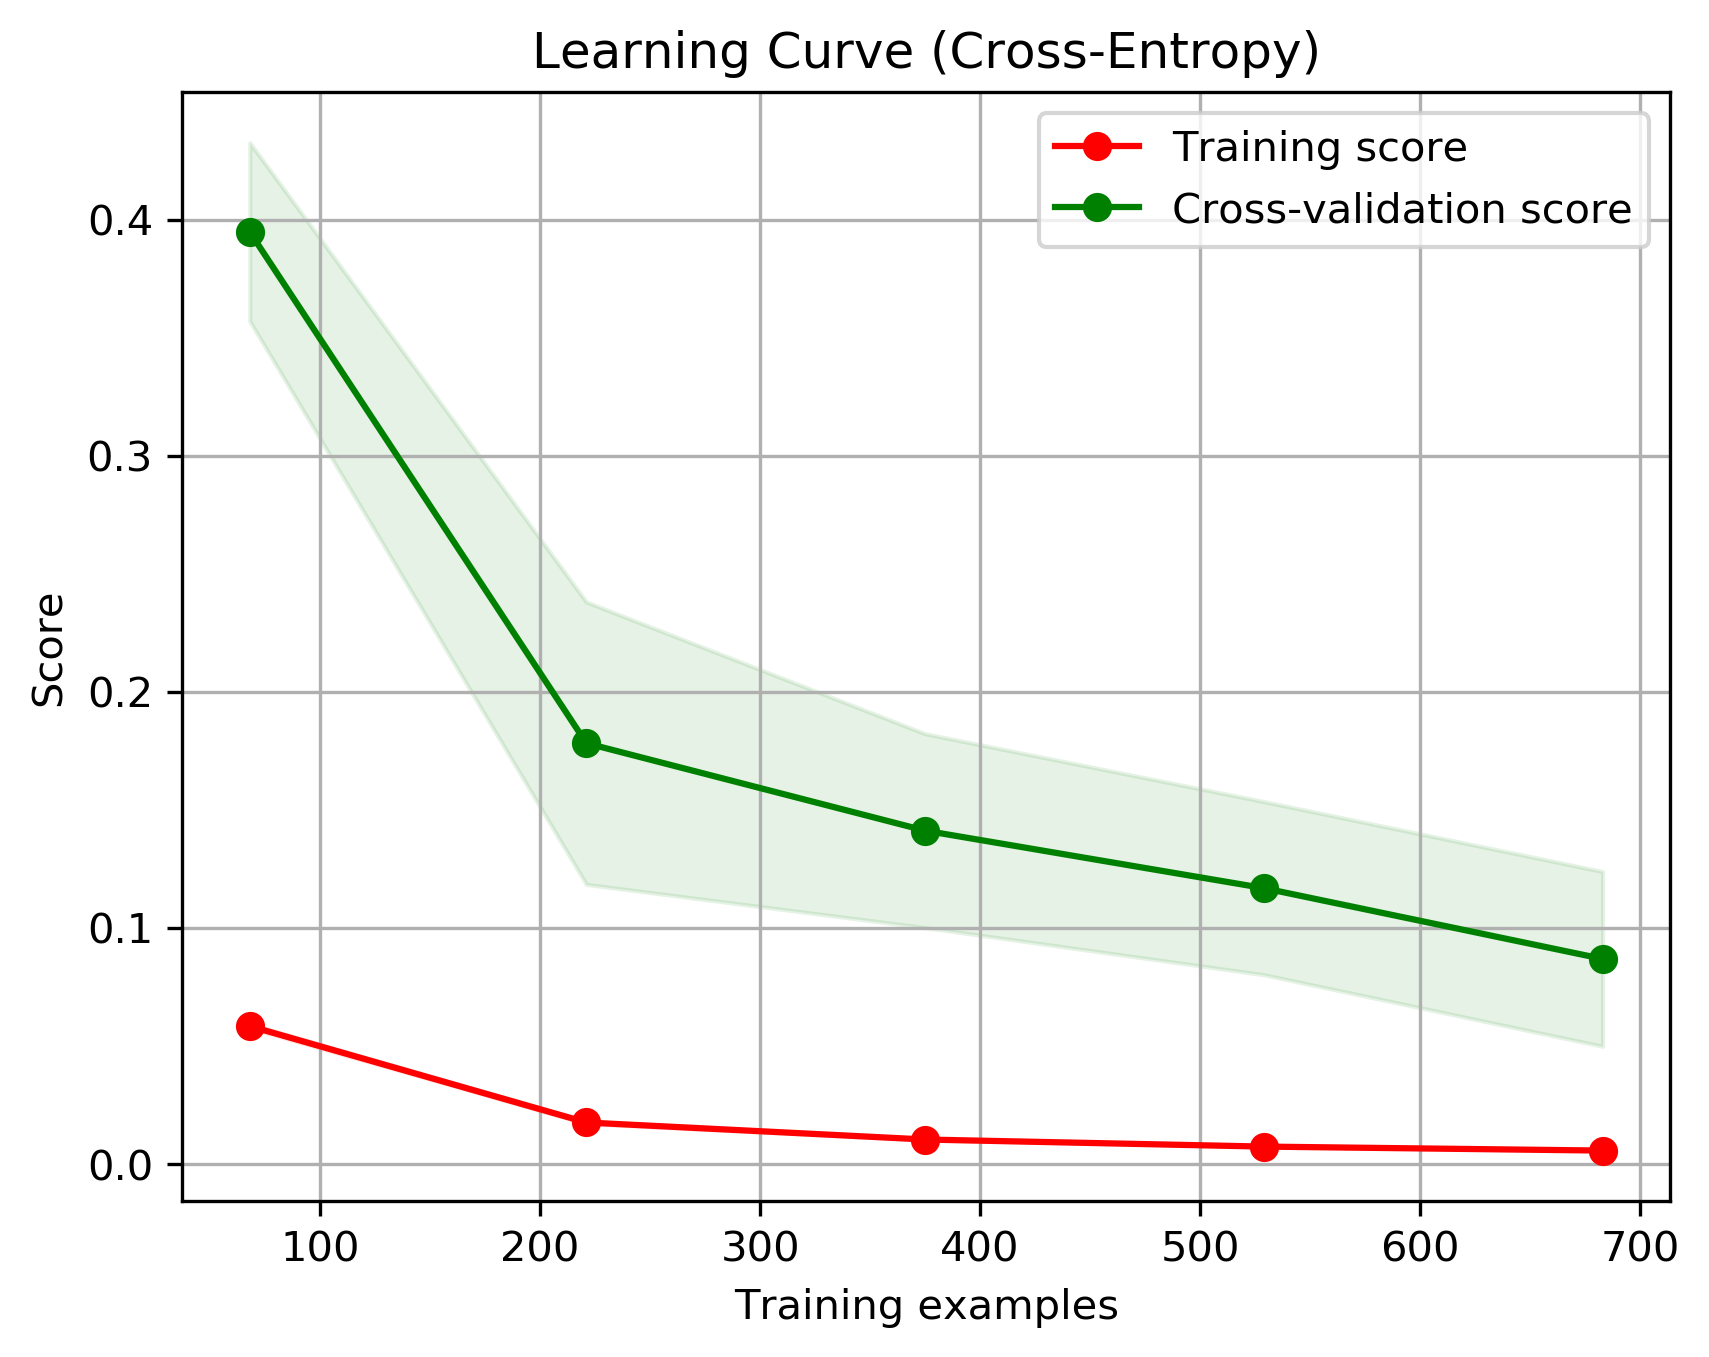 Learning Curve (Cross-Entropy)
Training score
Cross-validation score
0.4
0.3
0.2
0.1
0.0
Score
100 200 300 400 500 600 700
Training examples